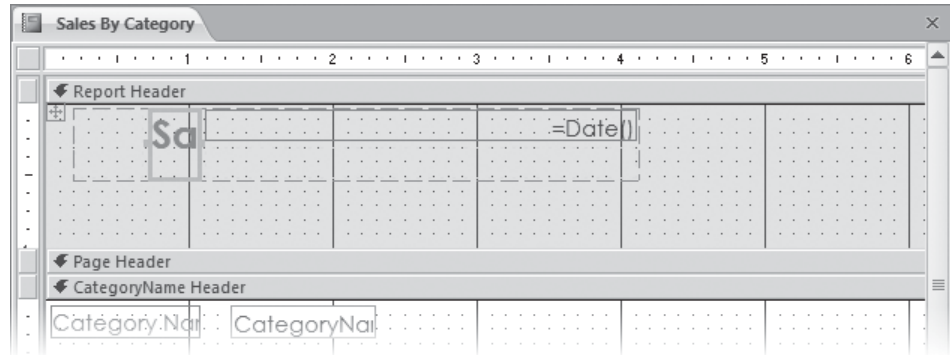 Sales By Category
1 2 3 4 5 6
Report Header
Sa =Date()
Page Header
CategoryName Header
Category Nar CategoryNai